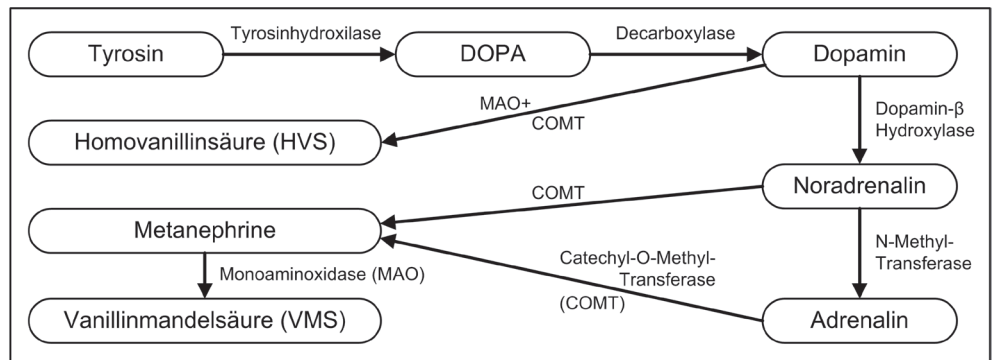 Tyrosin
Tyrosinhydroxilase
DOPA
Decarboxylase
Dopamin
MAO+
COMT
Dopamin-β
Hydroxylase
Homovanillinsäure (HVS)
Noradrenalin
COMT
Metanephrine
N-Methyl-
Transferase
Catechyl-O-Methyl-
Transferase
(COMT)
Monoaminoxidase (MAO)
Vanillinmandelsäure (VMS)
Adrenalin